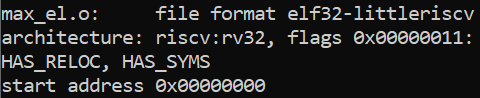 max_el.o:     file format elf32-littleriscv
architecture: riscv:rv32, flags 0x00000011:
HAS_RELOC, HAS_SYMS
start address 0x00000000